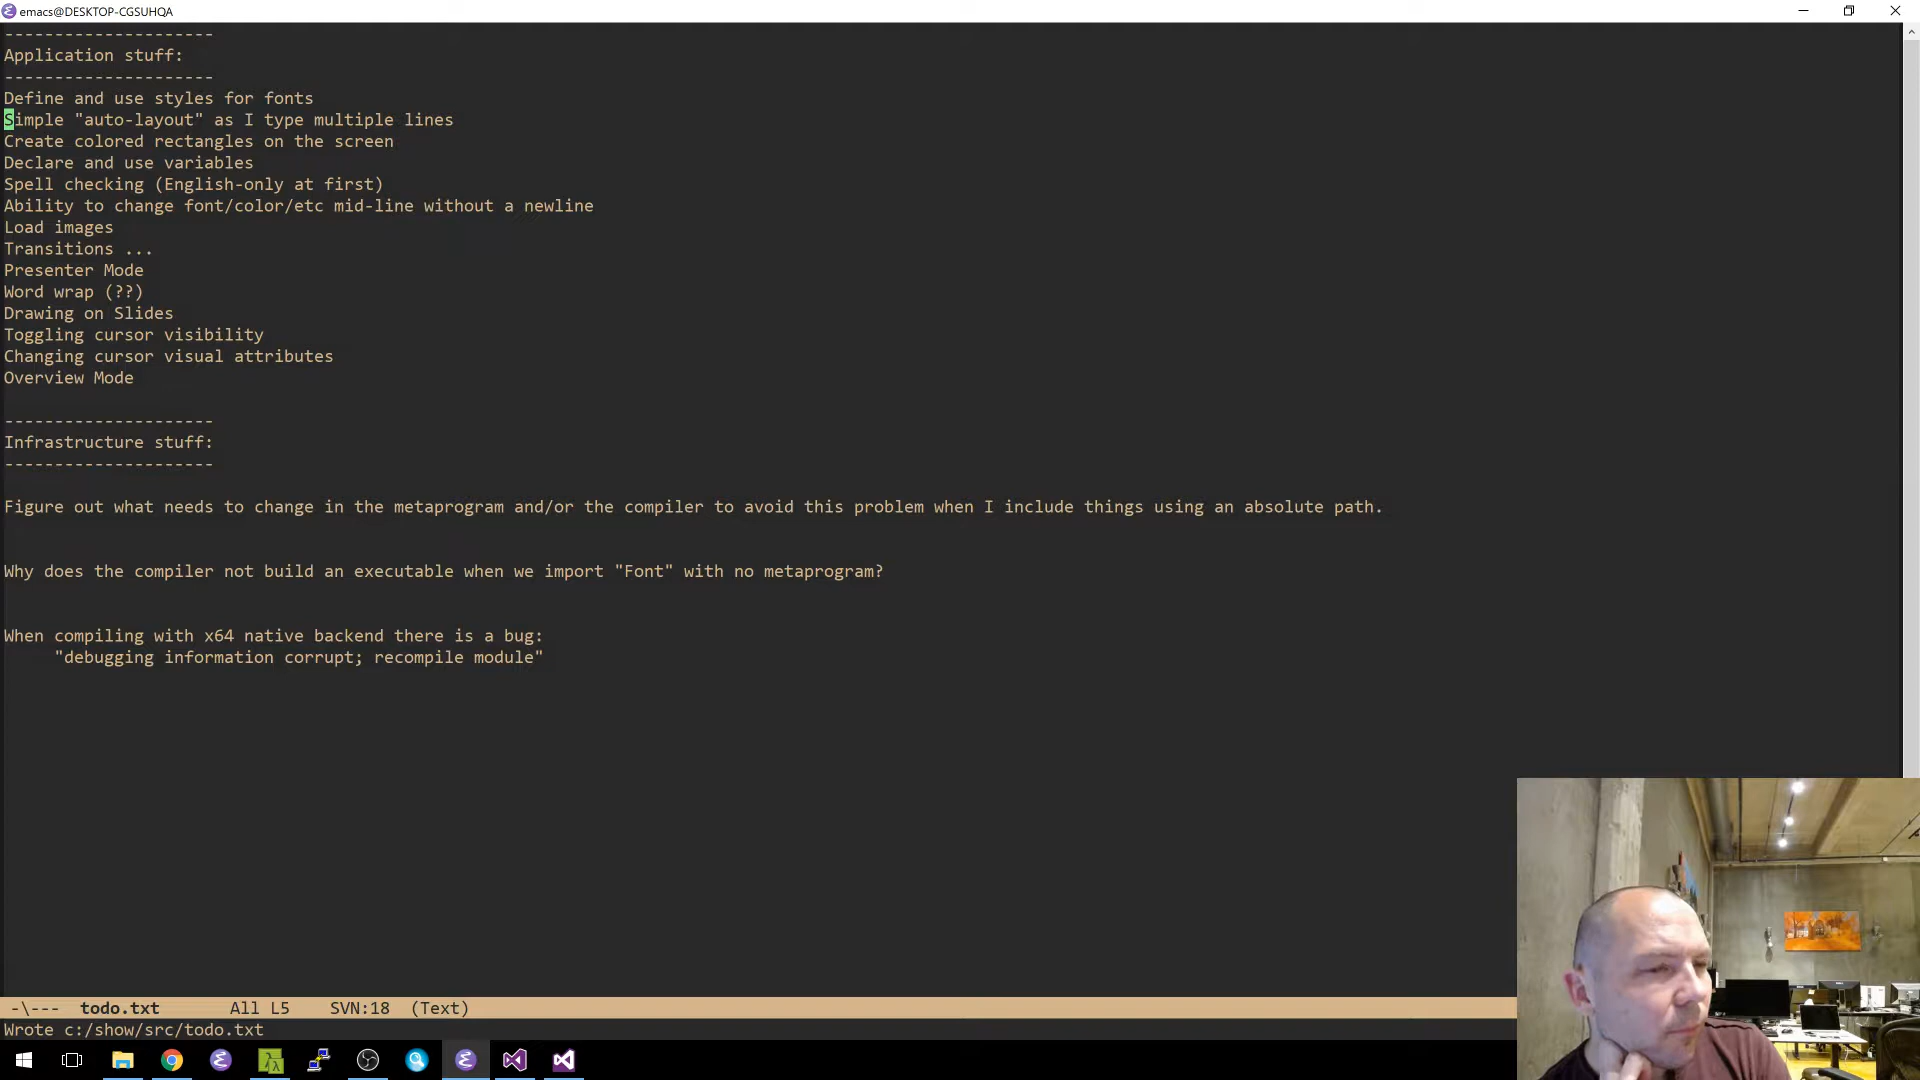 emacs@DESKTOP-CGSUHQA
---------------------
Application stuff:
---------------------
Define and use styles for fonts
Simple "auto-layout" as I type multiple lines
Create colored rectangles on the screen
Declare and use variables
Spell checking (English-only at first)
Ability to change font/color/etc mid-line without a newline
Load images
Transitions ...
Presenter Mode
Word wrap (??)
Drawing on Slides
Toggling cursor visibility
Changing cursor visual attributes
Overview Mode
---------------------
Infrastructure stuff:
---------------------
Figure out what needs to change in the metaprogram and/or the compiler to avoid this problem when I include things using an absolute path.
Why does the compiler not build an executable when we import "Font" with no metaprogram?
When compiling with x64 native backend there is a bug:
"debugging information corrupt; recompile module"
-\--- todo.txt All L5 SVN:18 (Text)
Wrote c:/show/src/todo.txt